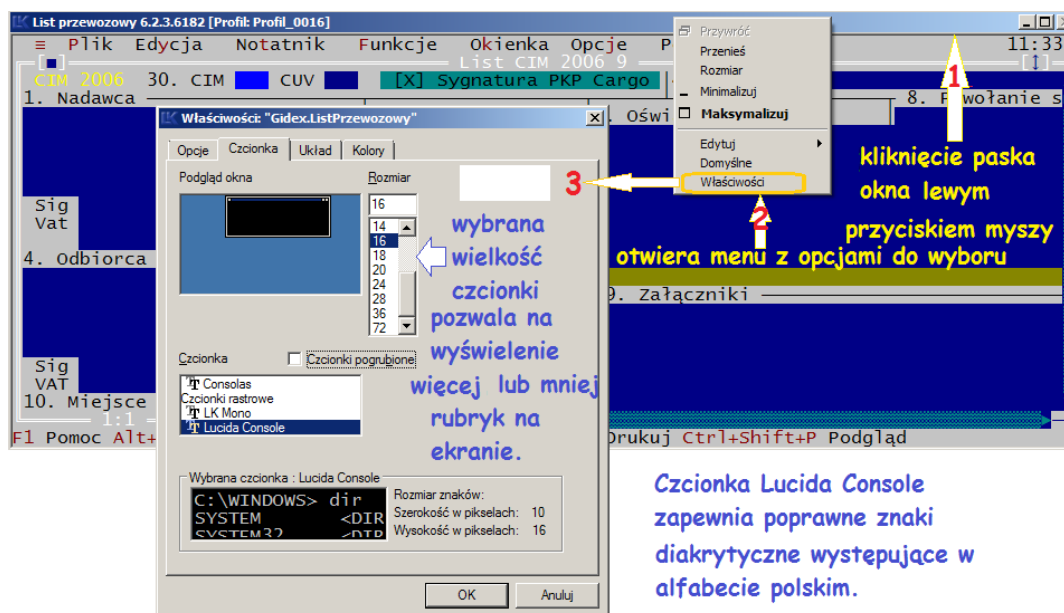 List przewozowy 6.2.3.6182 [Profil: Profil_0016]
≡ Plik Edycja Notatnik Funkcje Okienka Opcje P
11:33
List CIM 2006 9
CIM 2006 30. CIM CUV [X] Sygnatura PKP Cargo
1. Nadawca
Oświ
8. P wołanie s
Sig
Vat
4. Odbiorca
9. Załączniki
Sig
VAT
10. Miejsce
1:1
F1 Pomoc Alt+
Drukuj Ctrl+Shift+P Podgląd
Przywróć
Przenieś
Rozmiar
Minimalizuj
Maksymalizuj
Edytuj
Domyślne
Właściwości
1
kliknięcie paska
okna lewym
przyciskiem myszy
2
otwiera menu z opcjami do wyboru
3
Właściwości: "Gidex.ListPrzewozowy"
Opcje Czcionka Układ Kolory
Podgląd okna
Rozmiar
16
14
16
18
20
24
28
36
72
wybrana
wielkość
czcionki
pozwala na
wyświelenie
więcej lub mniej
rubryk na
ekranie.
Czcionka
Czcionki pogrubione
Consolas
Czcionki rastrowe
LK Mono
Lucida Console
Wybrana czcionka : Lucida Console
C:\WINDOWS> dir
SYSTEM <DIR
SYSTEM32 <DIR
Rozmiar znaków:
Szerokość w pikselach: 10
Wysokość w pikselach: 16
OK Anuluj
Czcionka Lucida Console
zapewnia poprawne znaki
diakrytyczne występujące w
alfabecie polskim.